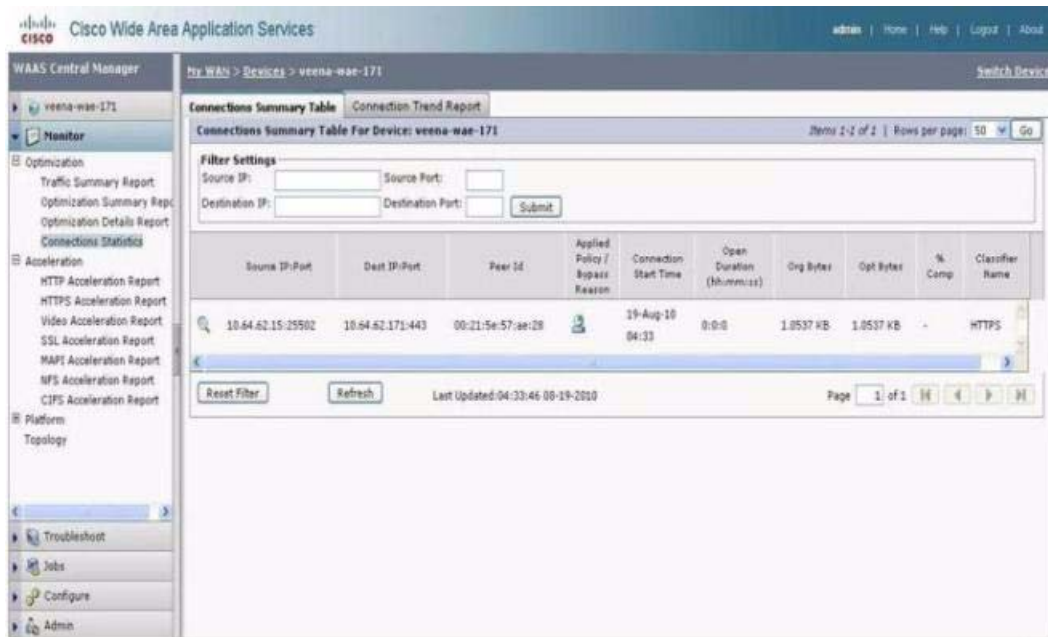 CISCO Cisco Wide Area Application Services
admin | Home | Help | Logout | About
WAAS Central Manager
My WAN > Devices > veena-wae-171
Switch Device
veena-wae-171
Monitor
Optimization
Traffic Summary Report
Optimization Summary Repo
Optimization Details Report
Connections Statistics
Acceleration
HTTP Acceleration Report
HTTPS Acceleration Report
Video Acceleration Report
SSL Acceleration Report
MAPI Acceleration Report
NFS Acceleration Report
CIFS Acceleration Report
Platform
Topology
Troubleshoot
Jobs
Configure
Admin
Connections Summary Table
Connection Trend Report
Connections Summary Table For Device: veena-wae-171
Items 1-1 of 1 | Rows per page: 50 Go
Filter Settings
Source IP: Source Port:
Destination IP: Destination Port: Submit
Source IP:Port
Dest IP:Port
Peer Id
Applied Policy / Bypass Reason
Connection Start Time
Open Duration (hh:mm:ss)
Org Bytes
Opt Bytes
% Comp
Classifier Name
10.64.62.15:25502 10.64.62.171:443 00:21:5e:57:ae:28 19-Aug-10 04:33 0:0:0 1.0537 KB 1.0537 KB - HTTPS
Reset Filter Refresh Last Updated:04:33:46 08-19-2010 Page 1 of 1